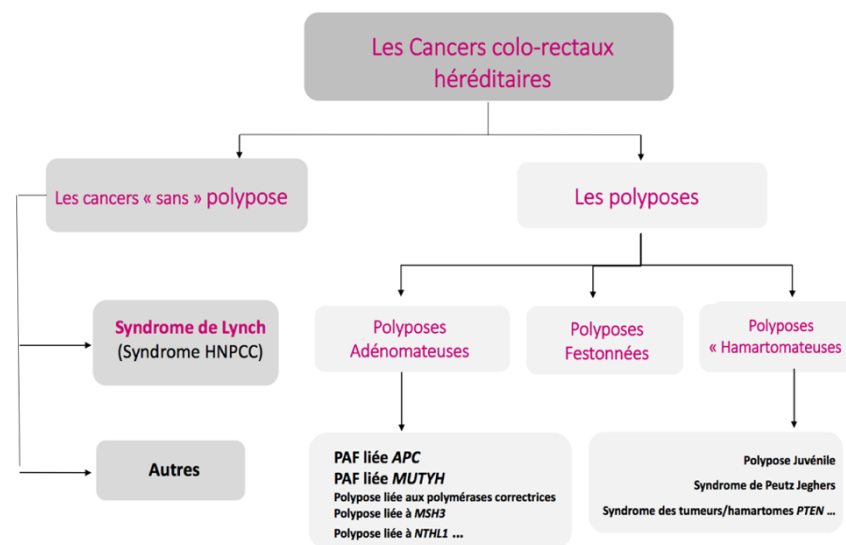 Les Cancers colo-rectaux
héréditaires
Les cancers « sans » polypose
Les polyposes
Syndrome de Lynch
(Syndrome HNPCC)
Polyposes
Adénomateuses
Polyposes
Festonnées
Polyposes
« Hamartomateuses
Autres
PAF liée APC
PAF liée MUTYH
Polypose liée aux polymérases correctrices
Polypose liée à MSH3
Polypose liée à NTHL1 ...
Polypose Juvénile
Syndrome de Peutz Jeghers
Syndrome des tumeurs/hamartomes PTEN ...